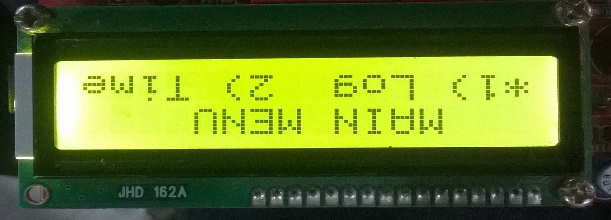 MAIN MENU
*1) Log 2) Time
JHD 162A